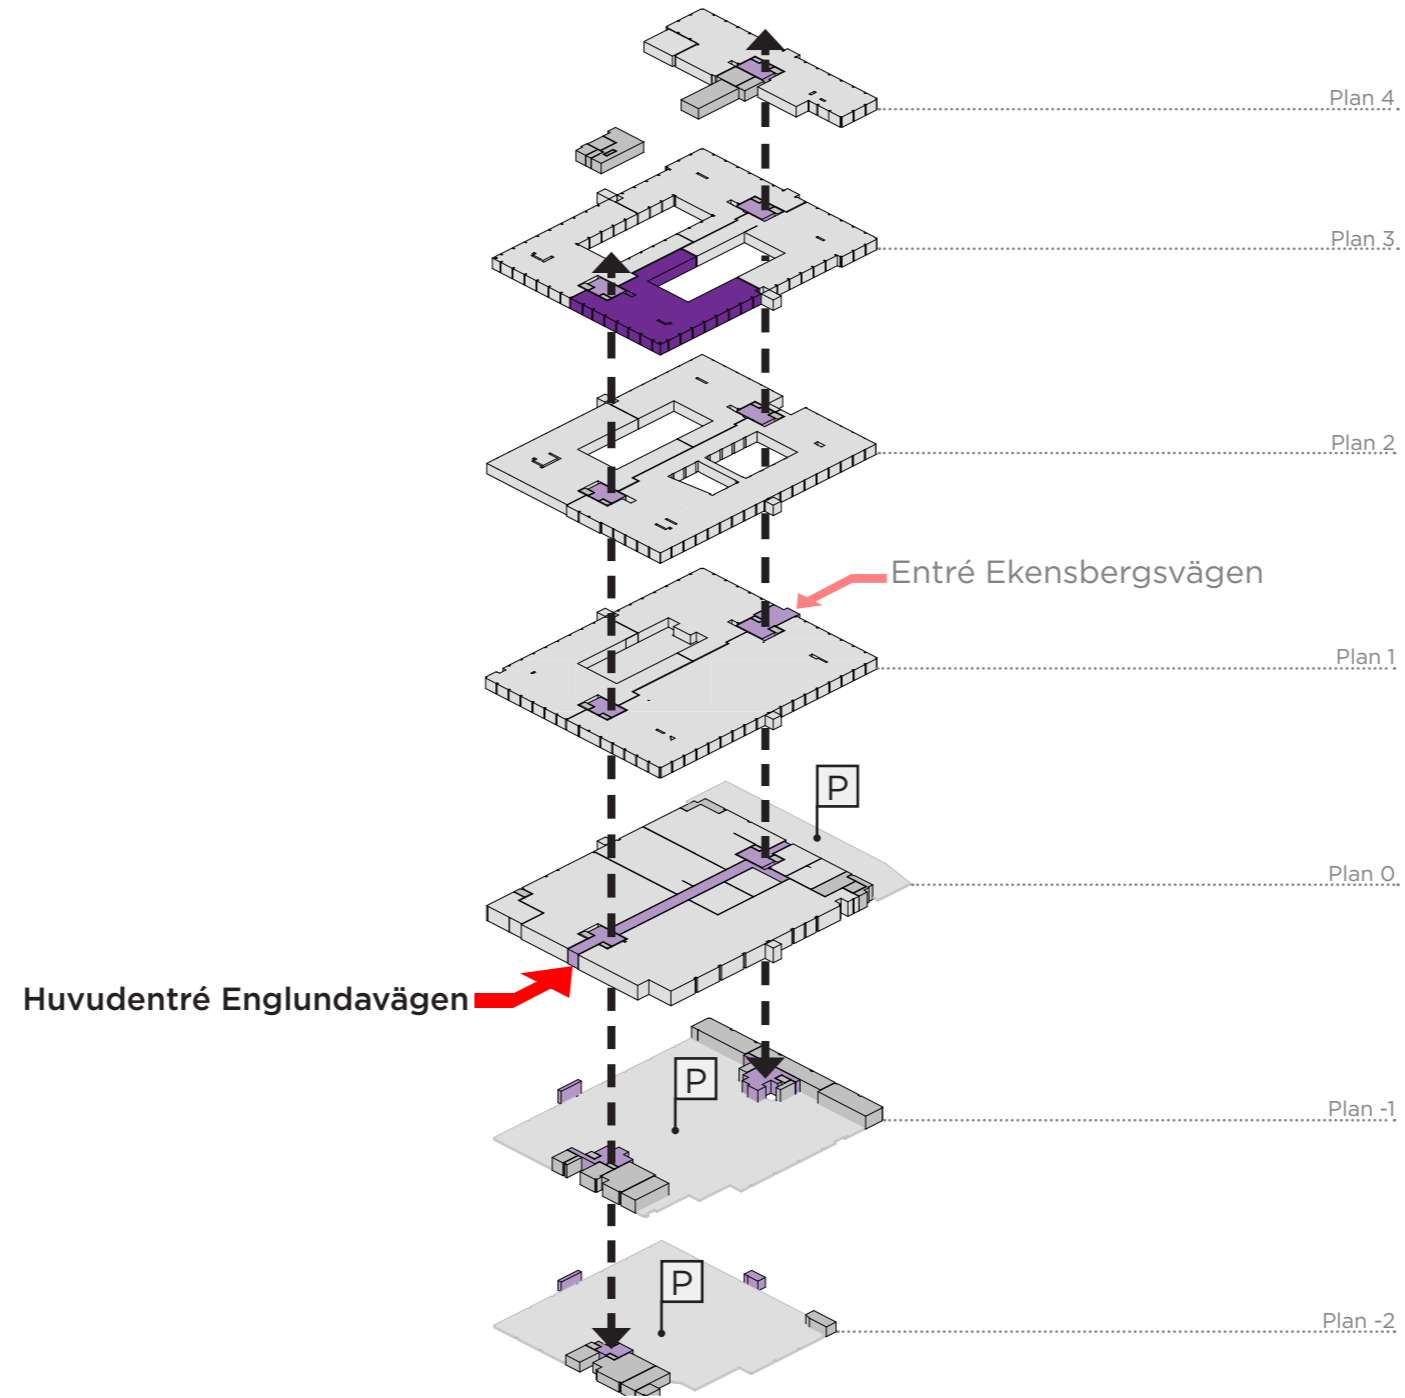 Plan 4
Plan 3
Plan 2
Entré Ekensbergsvägen
Plan 1
P
Plan 0
Huvudentré Englundavägen
P
Plan -1
P
Plan -2